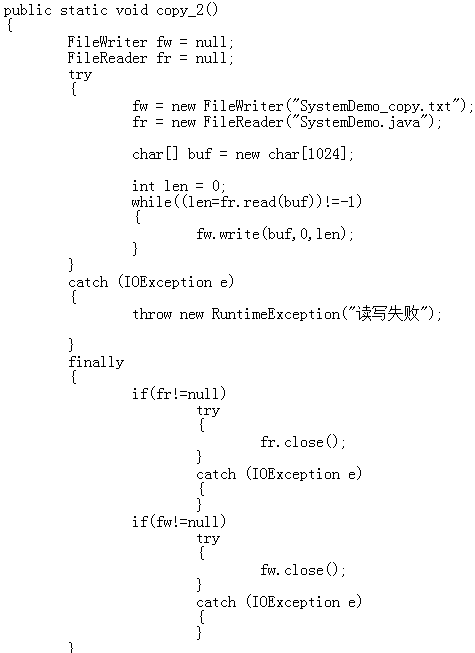 public static void copy_2()
{
FileWriter fw = null;
FileReader fr = null;
try
{
fw = new FileWriter("SystemDemo_copy.txt");
fr = new FileReader("SystemDemo.java");
char[] buf = new char[1024];
int len = 0;
while((len=fr.read(buf))!=-1)
{
fw.write(buf,0,len);
}
}
catch (IOException e)
{
throw new RuntimeException("读写失败");
}
finally
{
if(fr!=null)
try
{
fr.close();
}
catch (IOException e)
{
}
if(fw!=null)
try
{
fw.close();
}
catch (IOException e)
{
}
}